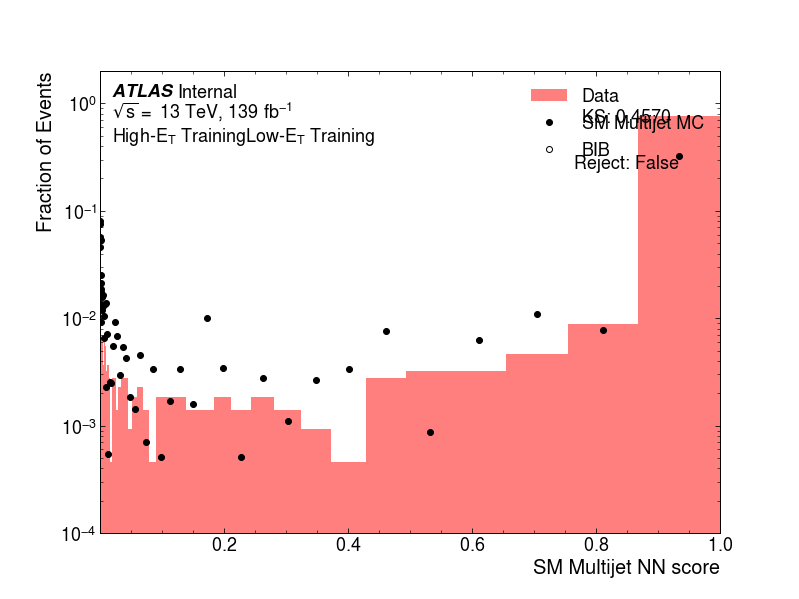 ATLAS Internal
√s = 13 TeV, 139 fb⁻¹
High-E_T TrainingLow-E_T Training
Data
KS: 0.4570
SM Multijet MC
BIB
Reject: False
Fraction of Events
10⁰
10⁻¹
10⁻²
10⁻³
10⁻⁴
0.2 0.4 0.6 0.8 1.0
SM Multijet NN score